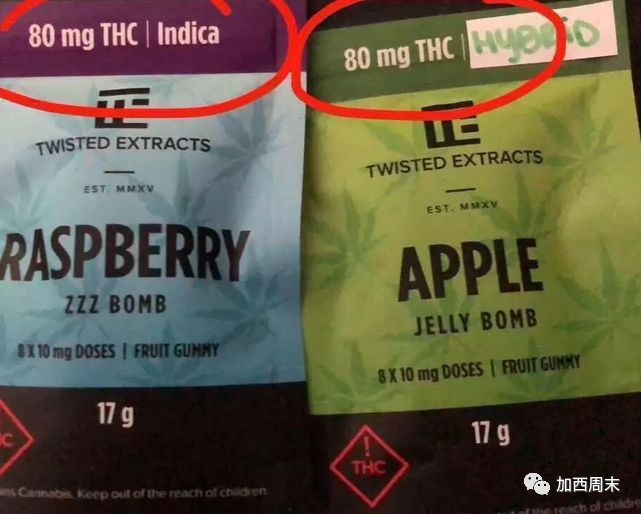 80 mg THC | Indica
TWISTED EXTRACTS
EST. MMXV
RASPBERRY
ZZZ BOMB
8 X 10 mg DOSES | FRUIT GUMMY
17 g
Cannabis. Keep out of the reach of children.
80 mg THC | HYBRiD
TWISTED EXTRACTS
EST. MMXV
APPLE
JELLY BOMB
8 X 10 mg DOSES | FRUIT GUMMY
17 g
!
THC
加西周末